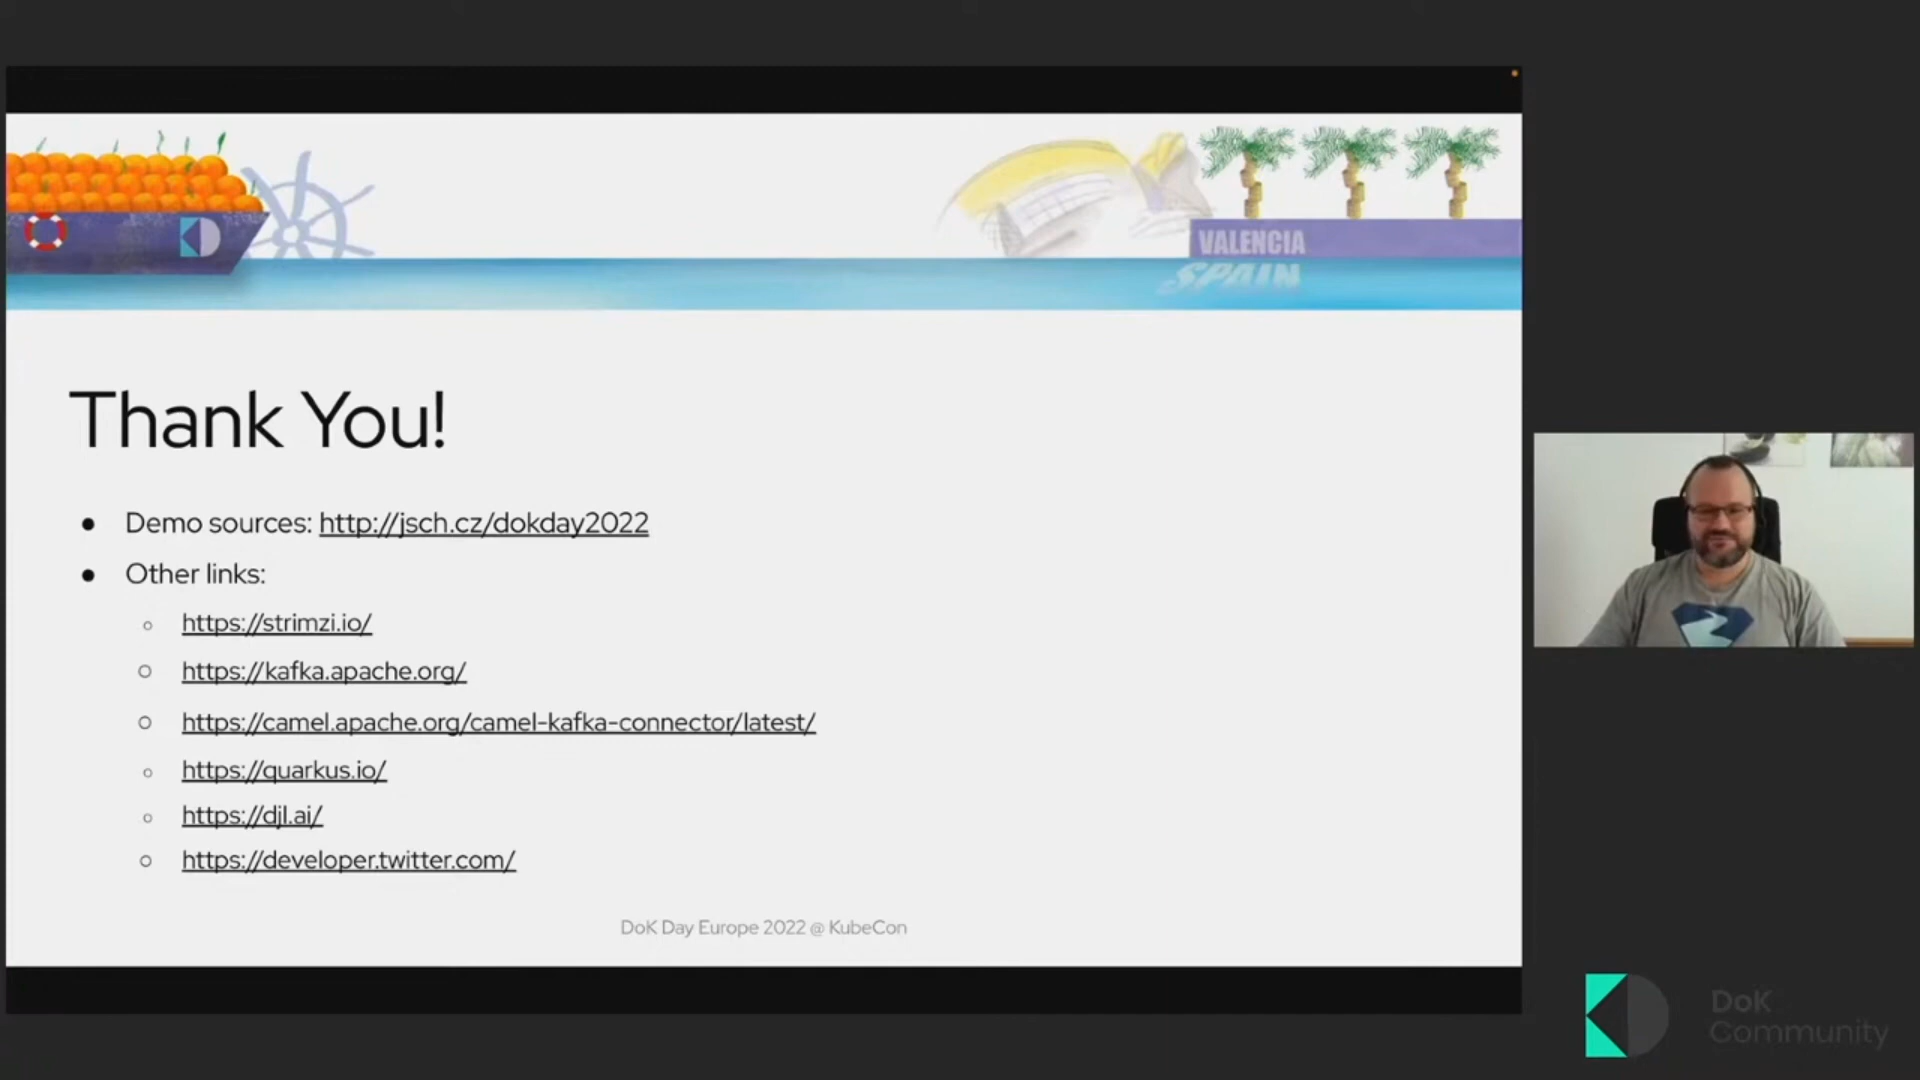 VALENCIA
SPAIN
Thank You!
● Demo sources: http://jsch.cz/dokday2022
● Other links:
○ https://strimzi.io/
○ https://kafka.apache.org/
○ https://camel.apache.org/camel-kafka-connector/latest/
○ https://quarkus.io/
○ https://djl.ai/
○ https://developer.twitter.com/
DoK Day Europe 2022 @ KubeCon
DoK
Community